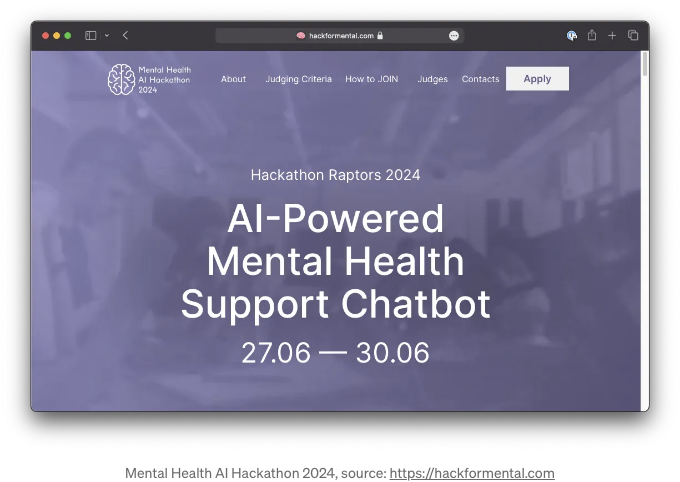 hackformental.com
Mental Health
AI Hackathon
2024
About Judging Criteria How to JOIN Judges Contacts Apply
Hackathon Raptors 2024
AI-Powered
Mental Health
Support Chatbot
27.06 — 30.06
Mental Health AI Hackathon 2024, source: https://hackformental.com